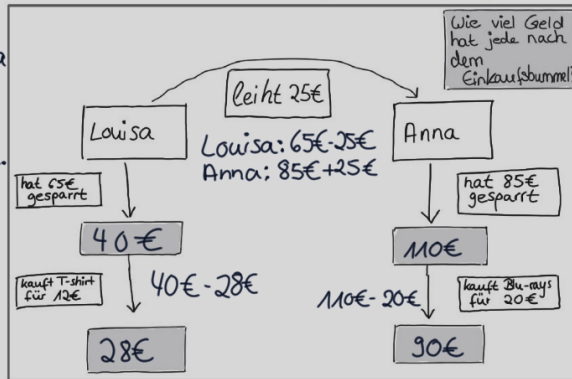 Wie viel Geld
hat jede nach
dem
Einkaufsbummel?
leiht 25€
Louisa
Anna
Louisa: 65€-25€
Anna: 85€+25€
hat 65€
gesparrt
hat 85€
gesparrt
40€
110€
kauft T-shirt
für 12€
40€-28€
110€-20€
kauft Blu-rays
für 20€
28€
90€